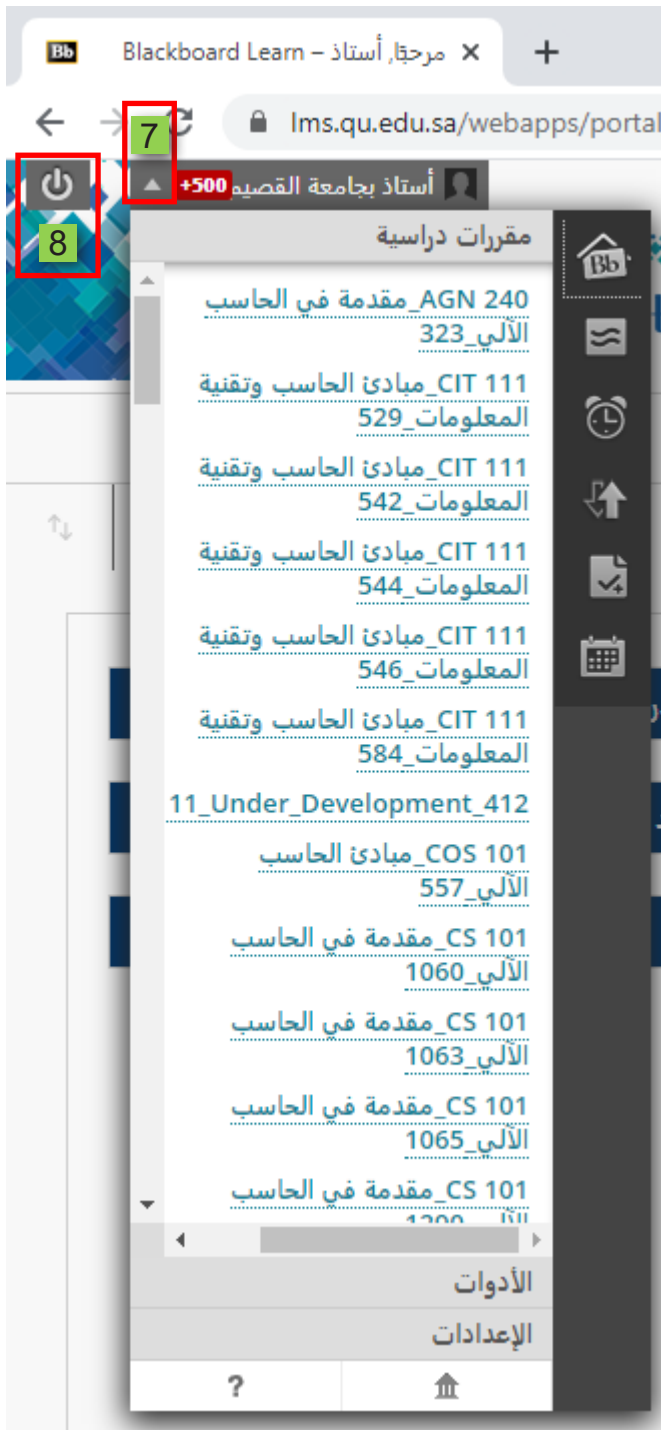 Bb
Blackboard Learn – مرحبًا, أستاذ
lms.qu.edu.sa/webapps/portal
7
8
أستاذ بجامعة القصيم
+500
Bb
مقررات دراسية
AGN 240_مقدمة في الحاسب
الآلي_323
CIT 111_مبادئ الحاسب وتقنية
المعلومات_529
CIT 111_مبادئ الحاسب وتقنية
المعلومات_542
CIT 111_مبادئ الحاسب وتقنية
المعلومات_544
CIT 111_مبادئ الحاسب وتقنية
المعلومات_546
CIT 111_مبادئ الحاسب وتقنية
المعلومات_584
11_Under_Development_412
COS 101_مبادئ الحاسب
الآلي_557
CS 101_مقدمة في الحاسب
الآلي_1060
CS 101_مقدمة في الحاسب
الآلي_1063
CS 101_مقدمة في الحاسب
الآلي_1065
CS 101_مقدمة في الحاسب
الأدوات
الإعدادات
?